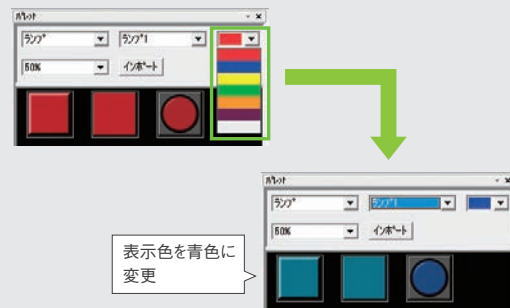 パレット
ランプ ランプ1
50% インポート
パレット
ランプ ランプ1
50% インポート
表示色を青色に
変更